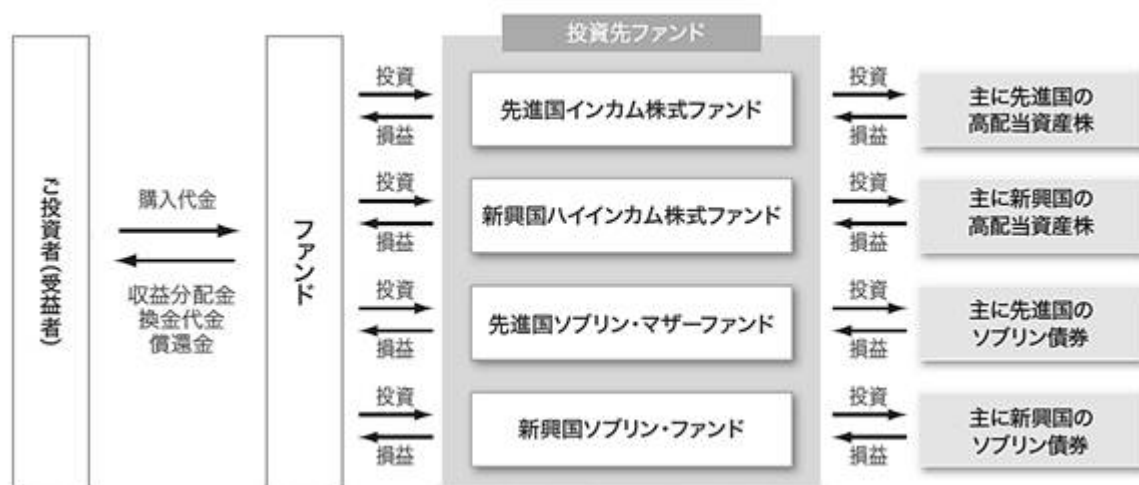 投資先ファンド
ご投資者(受益者)
購入代金
収益分配金
換金代金
償還金
ファンド
投資
損益
先進国インカム株式ファンド
投資
損益
主に先進国の
高配当資産株
投資
損益
新興国ハイインカム株式ファンド
投資
損益
主に新興国の
高配当資産株
投資
損益
先進国ソブリン・マザーファンド
投資
損益
主に先進国の
ソブリン債券
投資
損益
新興国ソブリン・ファンド
投資
損益
主に新興国の
ソブリン債券